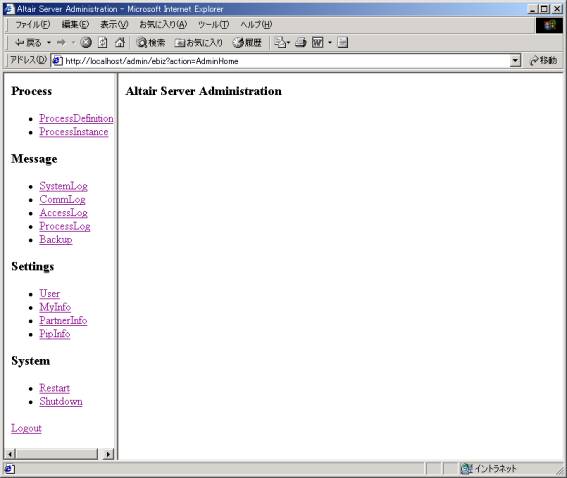 Altair Server Administration - Microsoft Internet Explorer
ファイル(F) 編集(E) 表示(V) お気に入り(A) ツール(T) ヘルプ(H)
戻る 検索 お気に入り 履歴
アドレス(D) http://localhost/admin/ebiz?action=AdminHome 移動
Process
ProcessDefinition
ProcessInstance
Message
SystemLog
CommLog
AccessLog
ProcessLog
Backup
Settings
User
MyInfo
PartnerInfo
PipInfo
System
Restart
Shutdown
Logout
Altair Server Administration
イントラネット